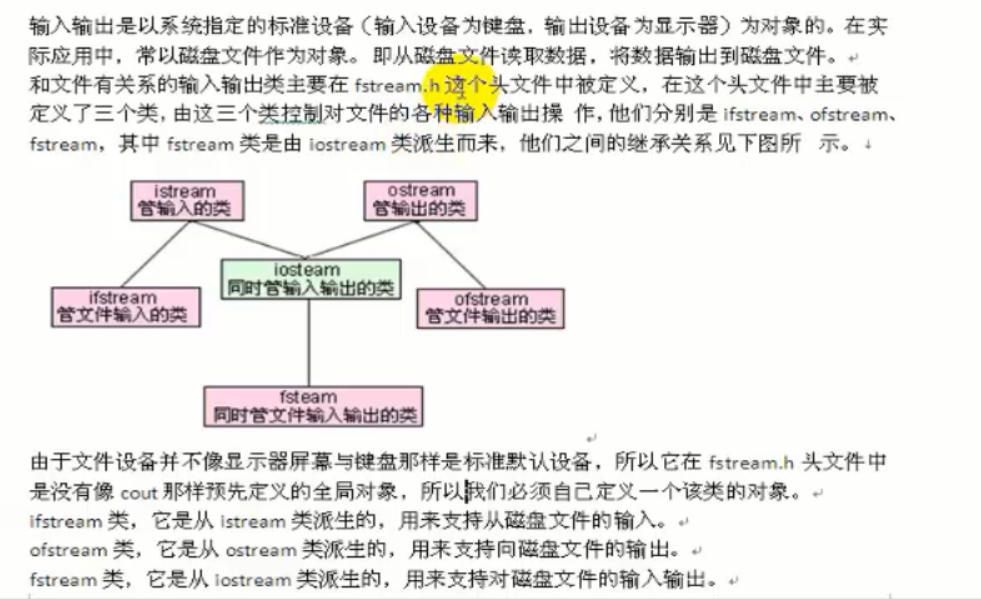 输入输出是以系统指定的标准设备（输入设备为键盘，输出设备为显示器）为对象的。在实
际应用中，常以磁盘文件作为对象。 即从磁盘文件读取数据，将数据输出到磁盘文件。
和文件有关系的输入输出类主要在 fstream.h 这个头文件中被定义，在这个头文件中主要被
定义了三个类，由这三个类控制对文件的各种输入输出操 作，他们分别是 ifstream、ofstream、
fstream，其中 fstream 类是由 iostream 类派生而来，他们之间的继承关系见下图所 示。
istream
管输入的类
ostream
管输出的类
iosteam
同时管输入输出的类
ifstream
管文件输入的类
ofstream
管文件输出的类
fsteam
同时管文件输入输出的类
由于文件设备并不像显示器屏幕与键盘那样是标准默认设备，所以它在 fstream.h 头文件中
是没有像 cout 那样预先定义的全局对象，所以我们必须自己定义一个该类的对象。
ifstream 类，它是从 istream 类派生的，用来支持从磁盘文件的输入。
ofstream 类，它是从 ostream 类派生的，用来支持向磁盘文件的输出。
fstream 类，它是从 iostream 类派生的，用来支持对磁盘文件的输入输出。